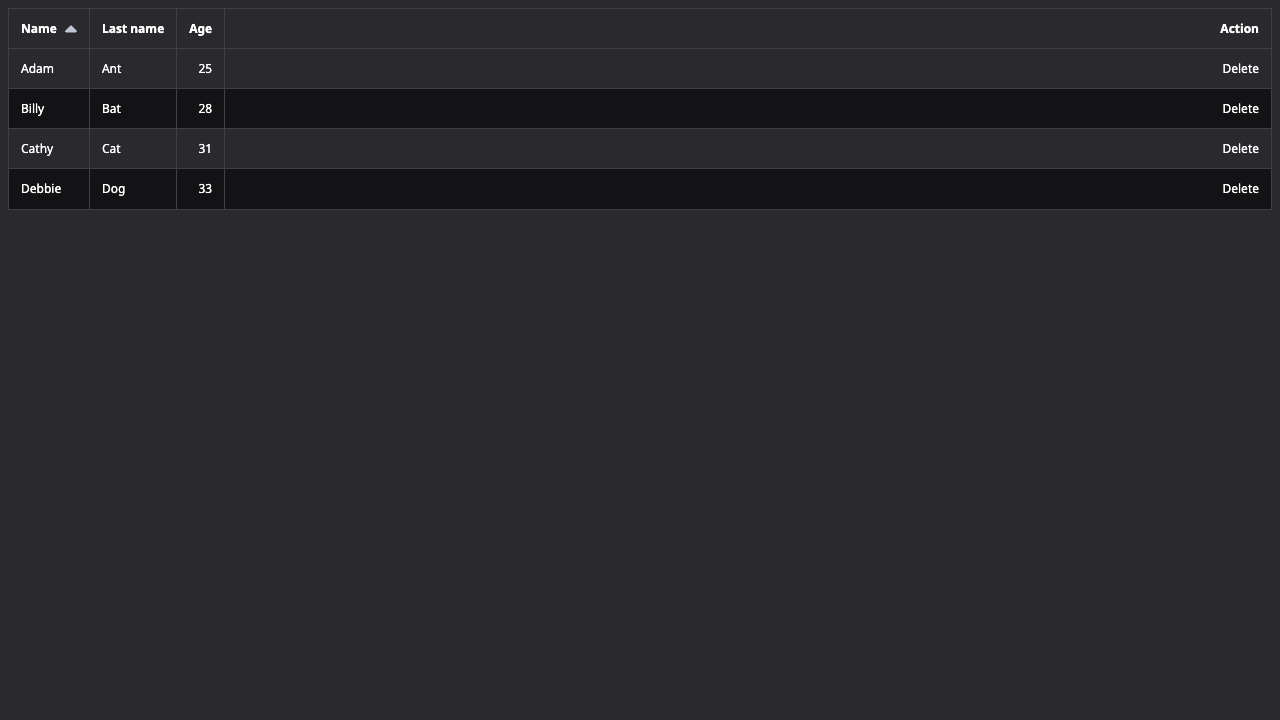 Name Last name Age Action
Adam Ant 25 Delete
Billy Bat 28 Delete
Cathy Cat 31 Delete
Debbie Dog 33 Delete